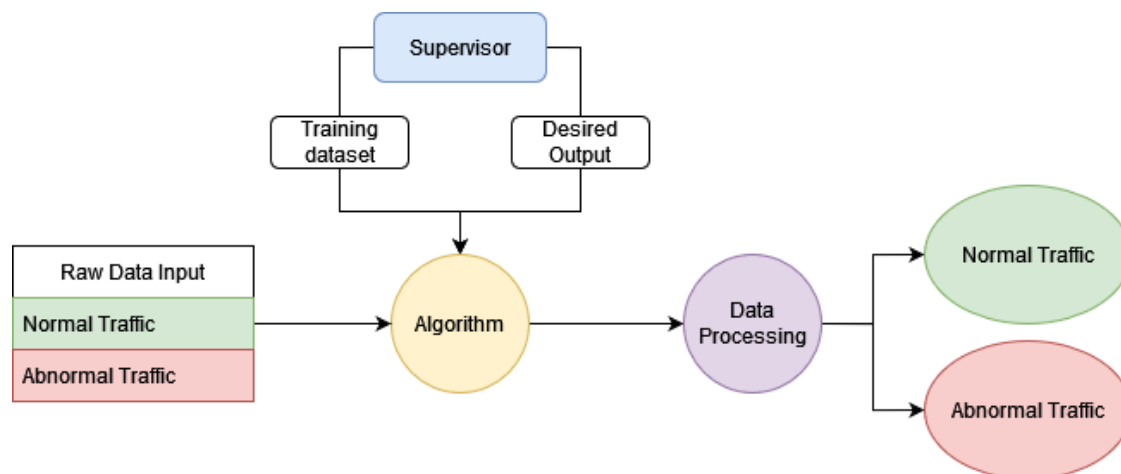 Supervisor
Training
dataset
Desired
Output
Raw Data Input
Normal Traffic
Abnormal Traffic
Algorithm
Data
Processing
Normal Traffic
Abnormal Traffic